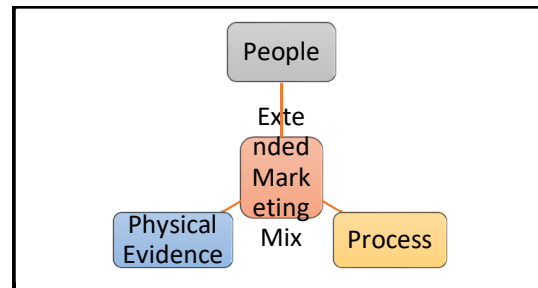 People
Exte
nded
Mark
eting
Mix
Physical
Evidence
Process